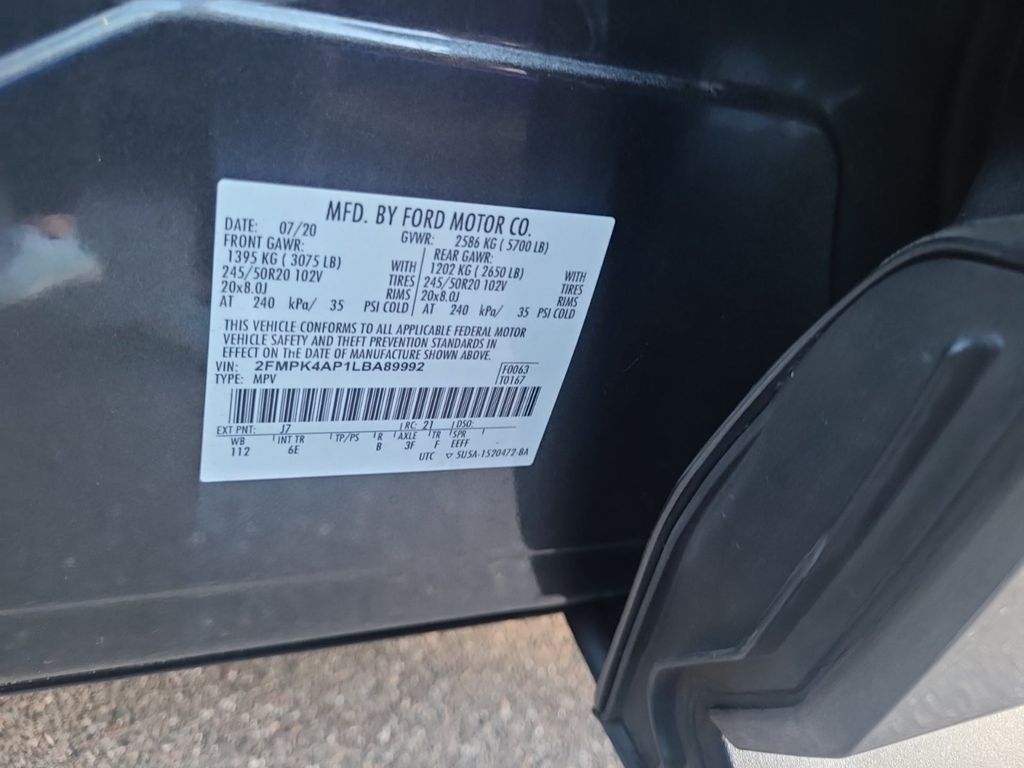 MFD. BY FORD MOTOR CO.
DATE: 07/20 GVWR: 2586 KG ( 5700 LB)
FRONT GAWR: REAR GAWR:
1395 KG ( 3075 LB) WITH 1202 KG ( 2650 LB) WITH
245/50R20 102V TIRES 245/50R20 102V TIRES
20x8.0J RIMS 20x8.0J RIMS
AT 240 kPa/ 35 PSI COLD AT 240 kPa/ 35 PSI COLD
THIS VEHICLE CONFORMS TO ALL APPLICABLE FEDERAL MOTOR
VEHICLE SAFETY AND THEFT PREVENTION STANDARDS IN
EFFECT ON THE DATE OF MANUFACTURE SHOWN ABOVE.
VIN: 2FMPK4AP1LBA89992 F0063
TYPE: MPV T0167
EXT PNT: J7 RC: 21 DSO:
WB INT TR TP/PS R AXLE TR SPR
112 6E B 3F F EEFF
UTC ▽ 5U5A-1520472-BA